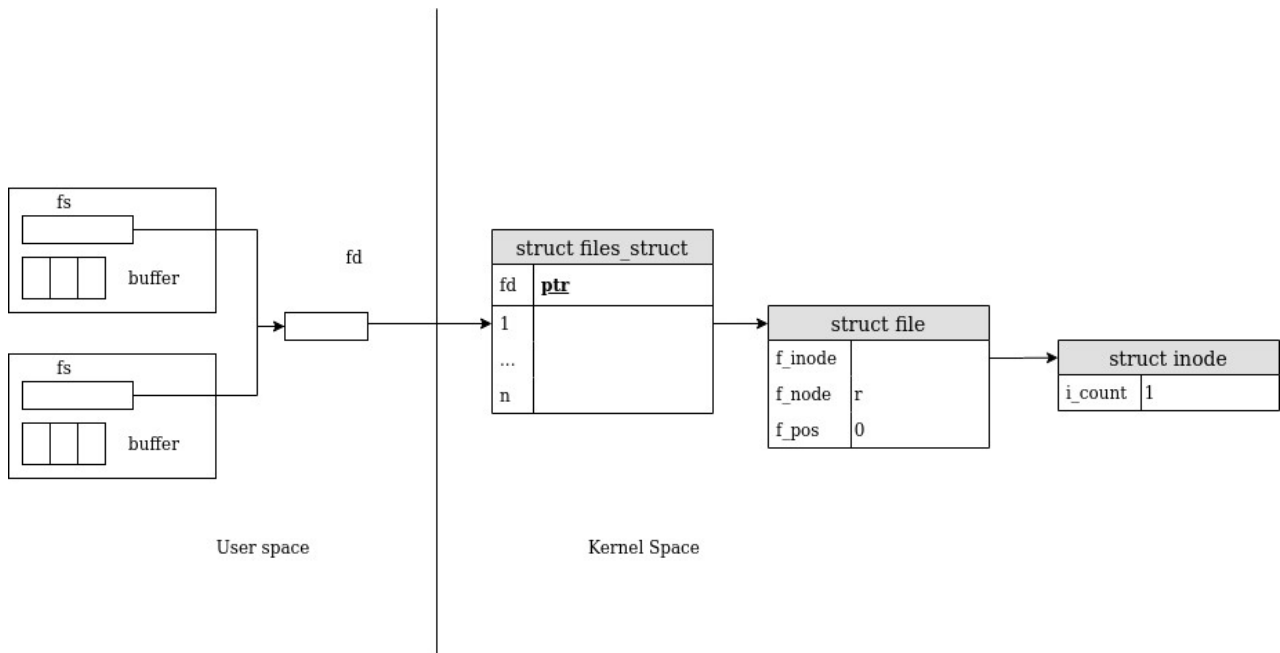 fs
buffer
fs
buffer
fd
User space
struct files_struct
fd ptr
1
...
n
struct file
f_inode
f_node r
f_pos 0
struct inode
i_count 1
Kernel Space